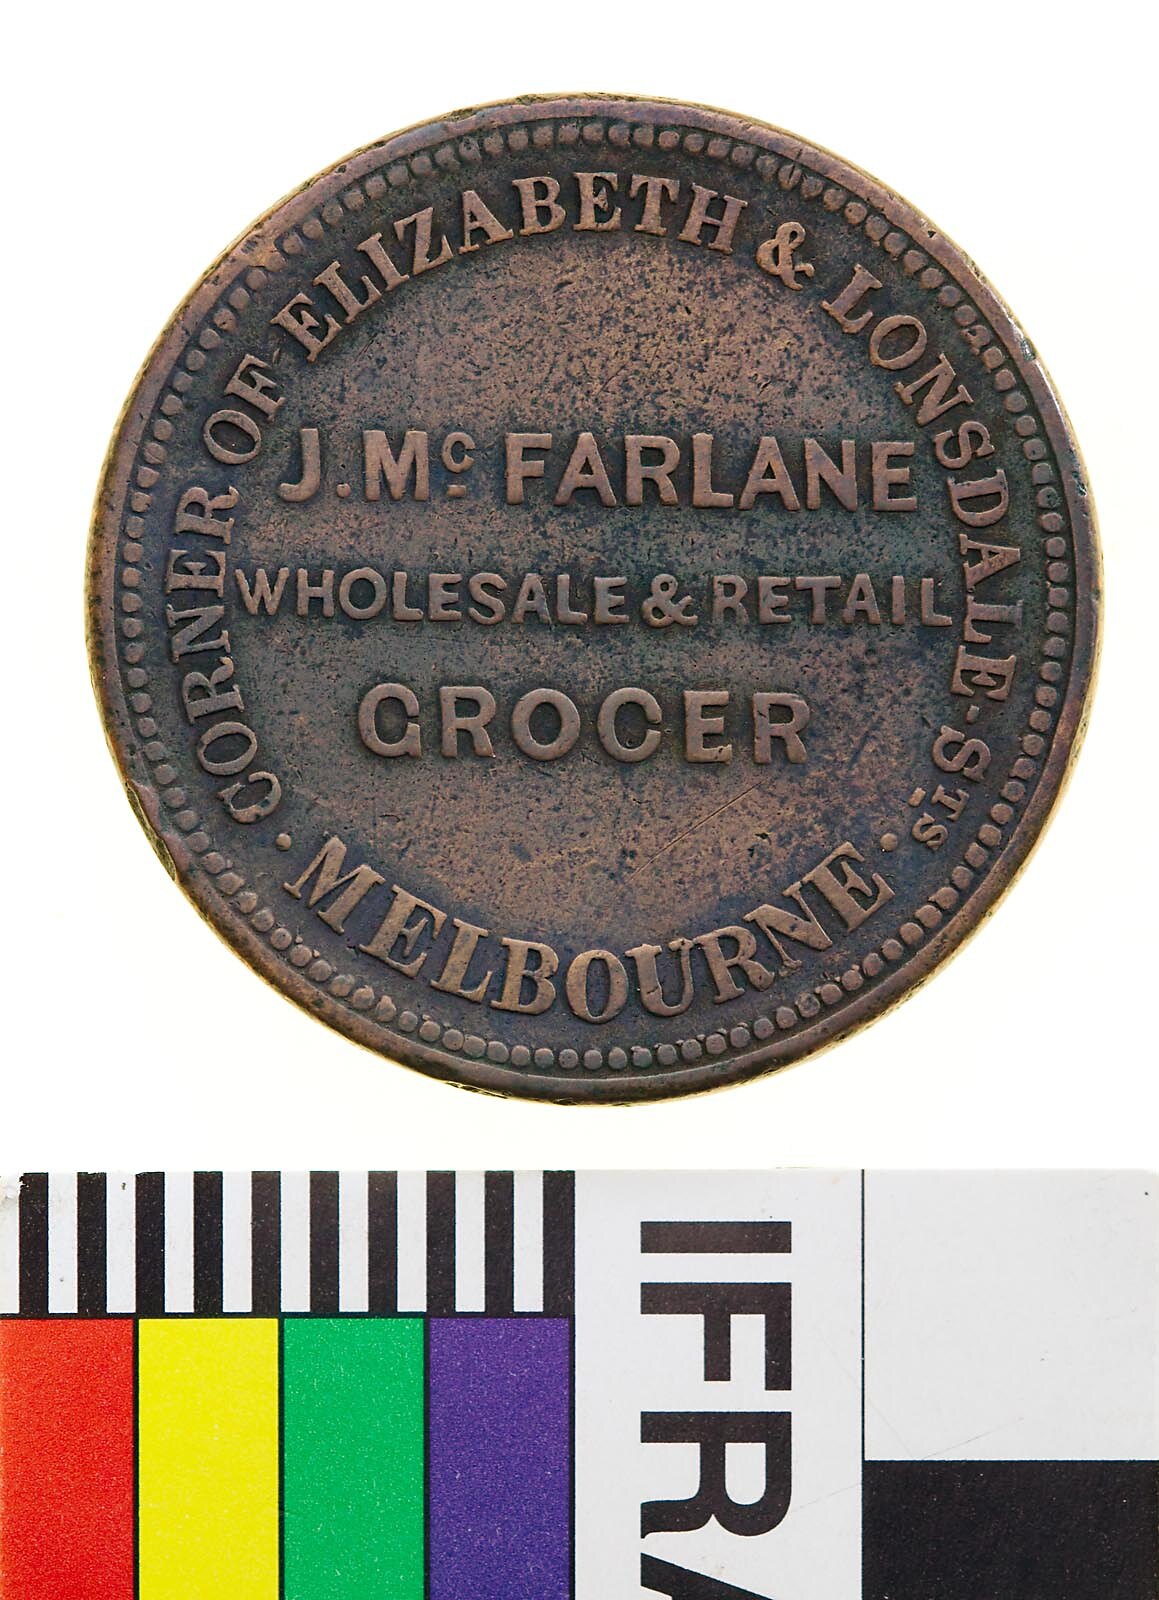 CORNER OF ELIZABETH & LONSDALE-STS
J. Mc FARLANE
WHOLESALE & RETAIL
GROCER
· MELBOURNE ·
IFRA